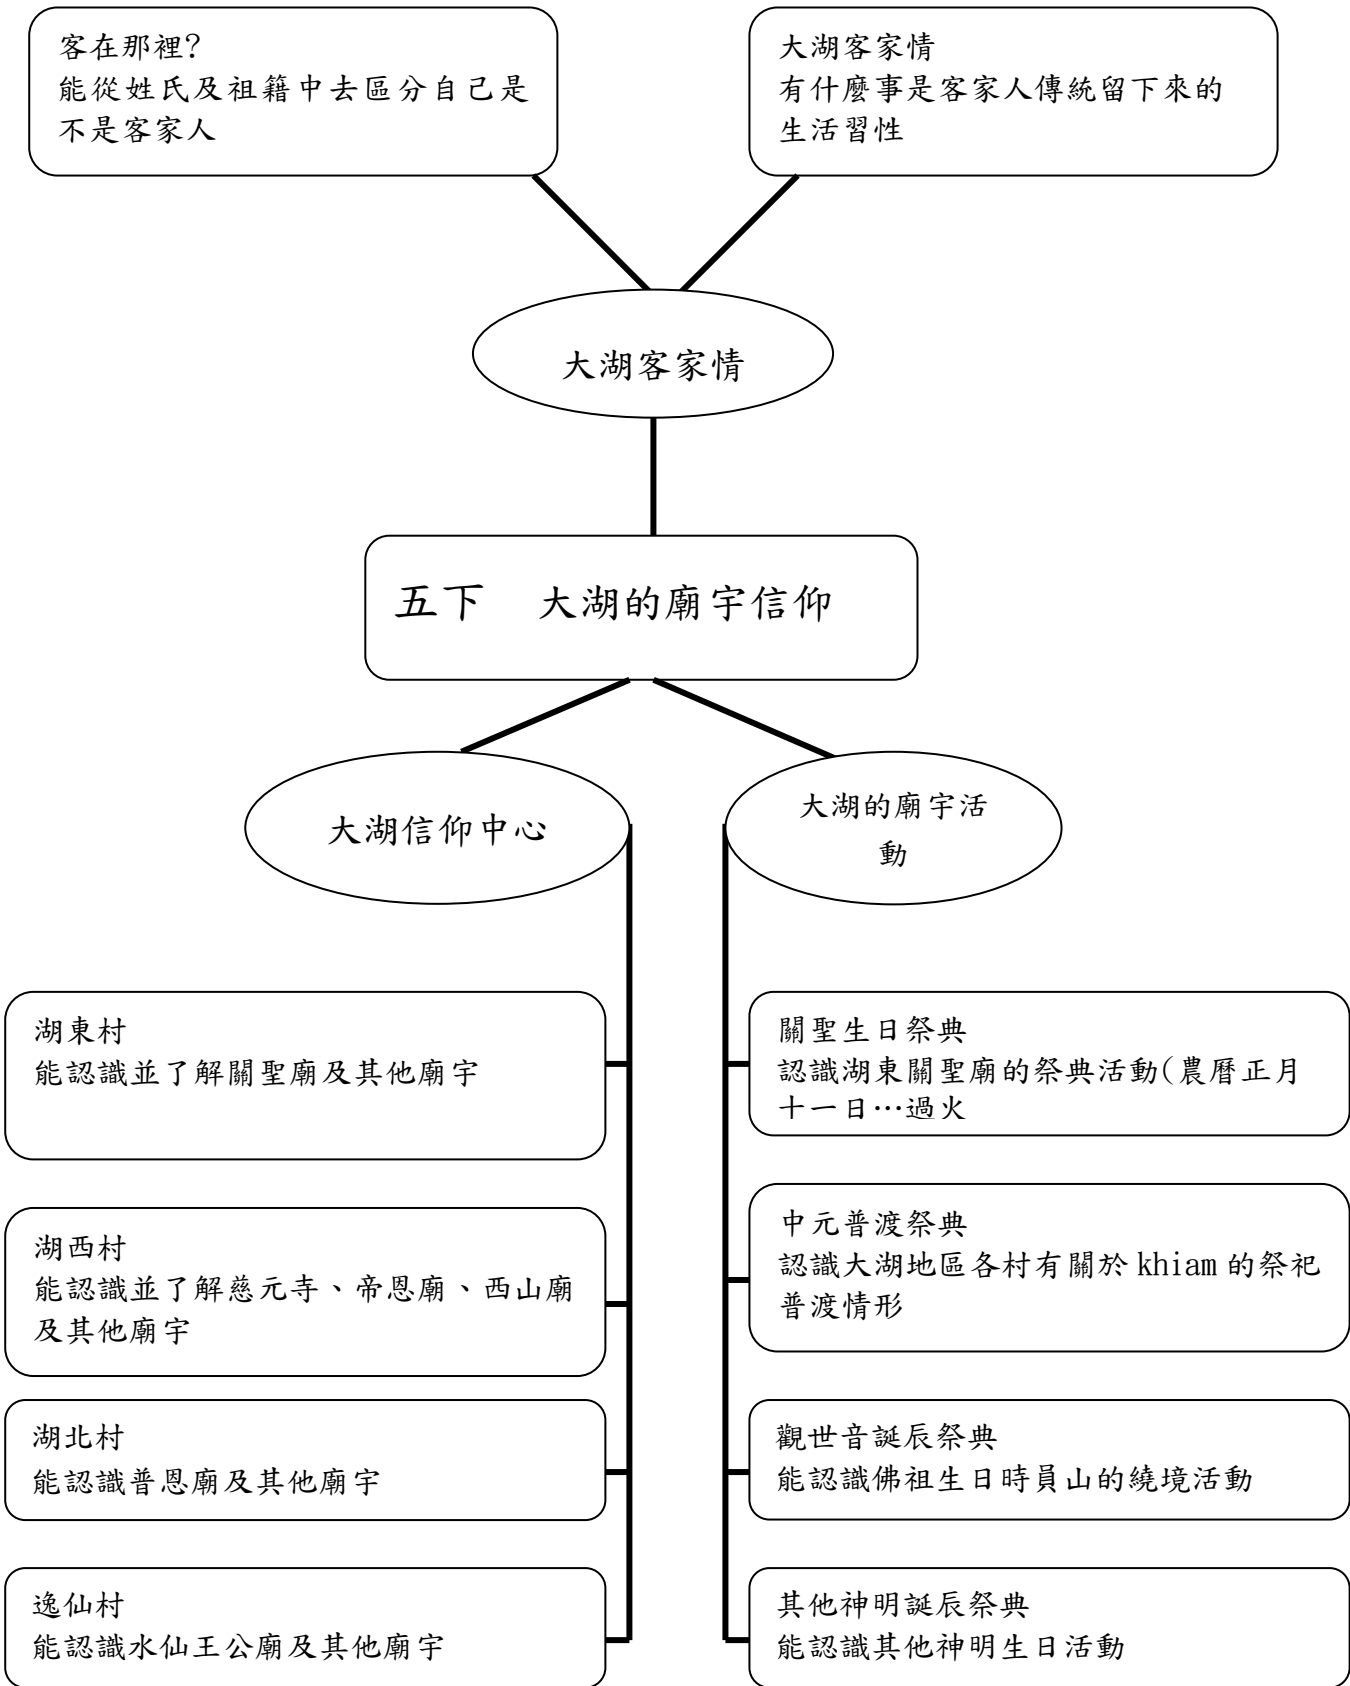 客在那裡?
能從姓氏及祖籍中去區分自己是
不是客家人
大湖客家情
有什麼事是客家人傳統留下來的
生活習性
大湖客家情
五下　大湖的廟宇信仰
大湖信仰中心
大湖的廟宇活
動
湖東村
能認識並了解關聖廟及其他廟宇
湖西村
能認識並了解慈元寺、帝恩廟、西山廟
及其他廟宇
湖北村
能認識普恩廟及其他廟宇
逸仙村
能認識水仙王公廟及其他廟宇
關聖生日祭典
認識湖東關聖廟的祭典活動(農曆正月
十一日…過火
中元普渡祭典
認識大湖地區各村有關於 khiam 的祭祀
普渡情形
觀世音誕辰祭典
能認識佛祖生日時員山的繞境活動
其他神明誕辰祭典
能認識其他神明生日活動